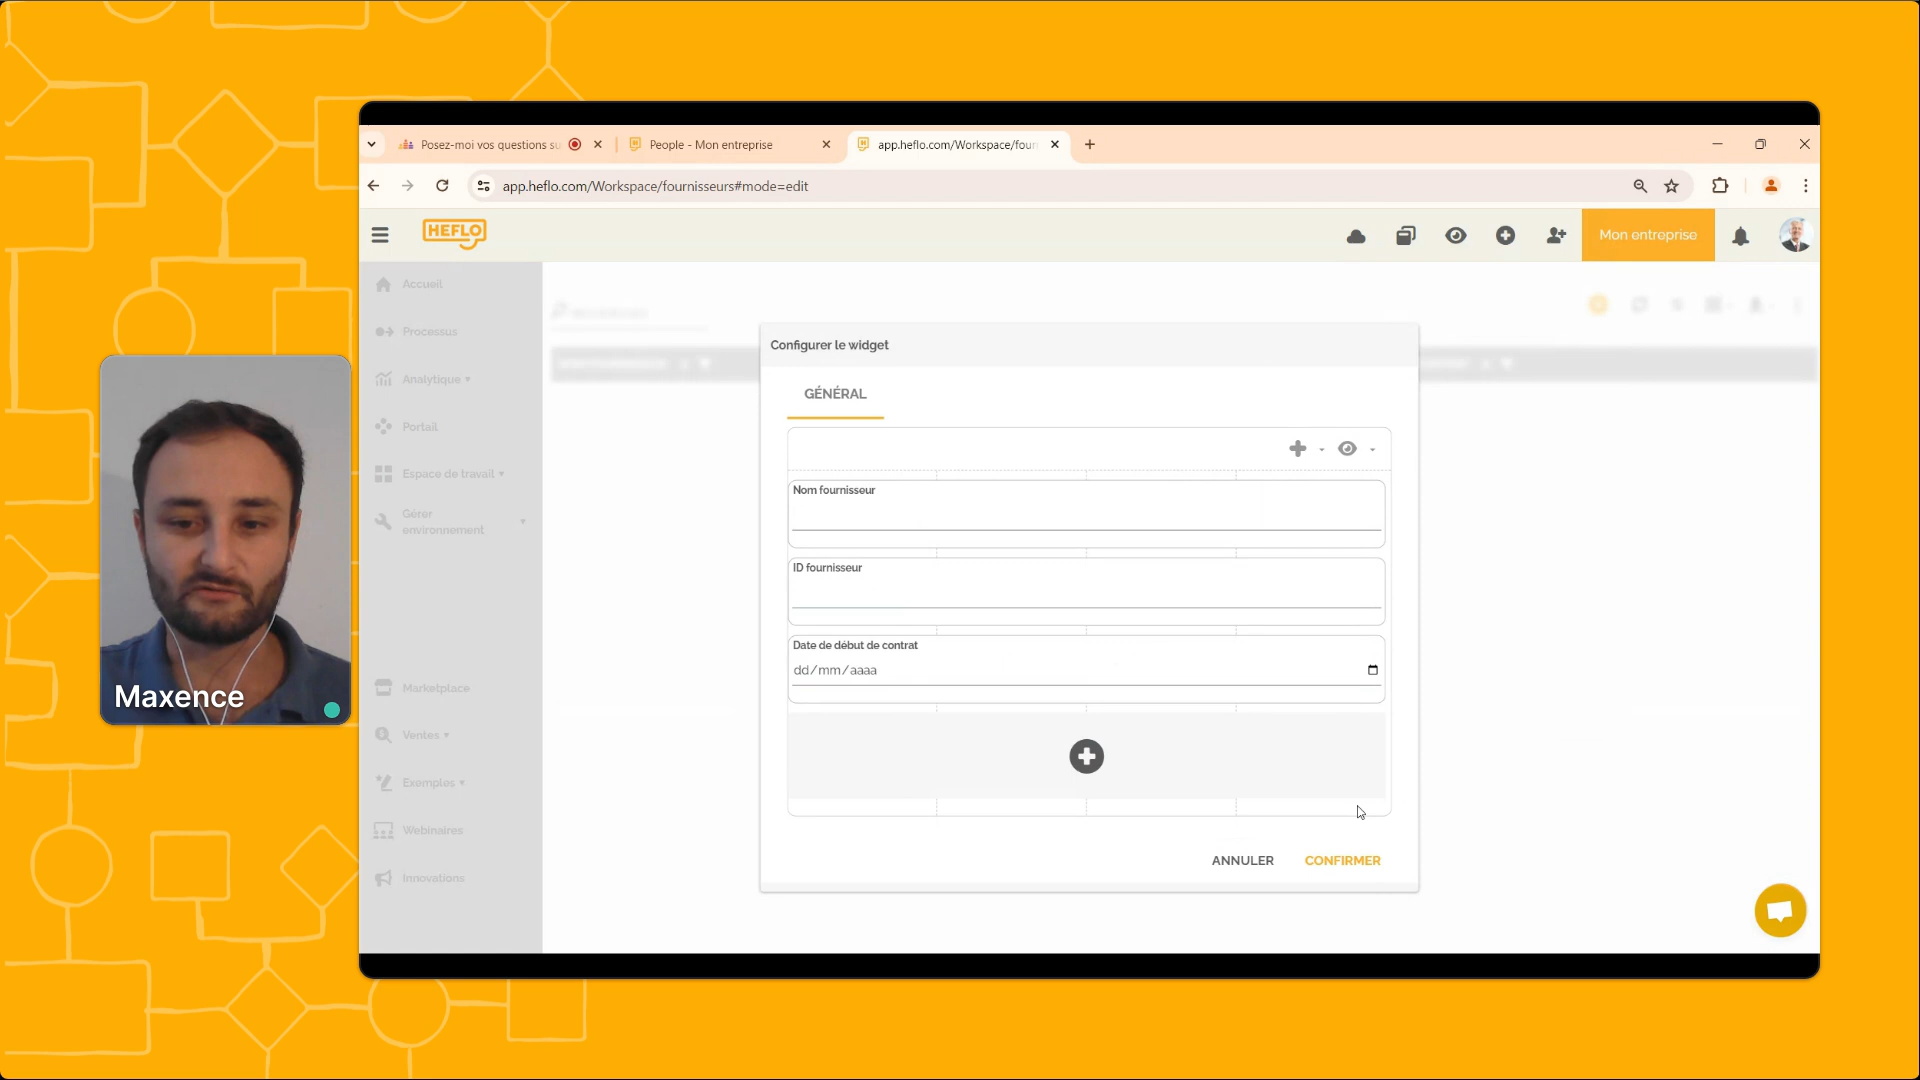 Posez-moi vos questions su
People - Mon entreprise
app.heflo.com/Workspace/four
app.heflo.com/Workspace/fournisseurs#mode=edit
HEFLO
Mon entreprise
Accueil
Processus
Analytique
Portail
Espace de travail
Gérer
environnement
Marketplace
Ventes
Exemples
Webinaires
Innovations
Configurer le widget
GÉNÉRAL
Nom fournisseur
ID fournisseur
Date de début de contrat
dd/mm/aaaa
ANNULER
CONFIRMER
Maxence